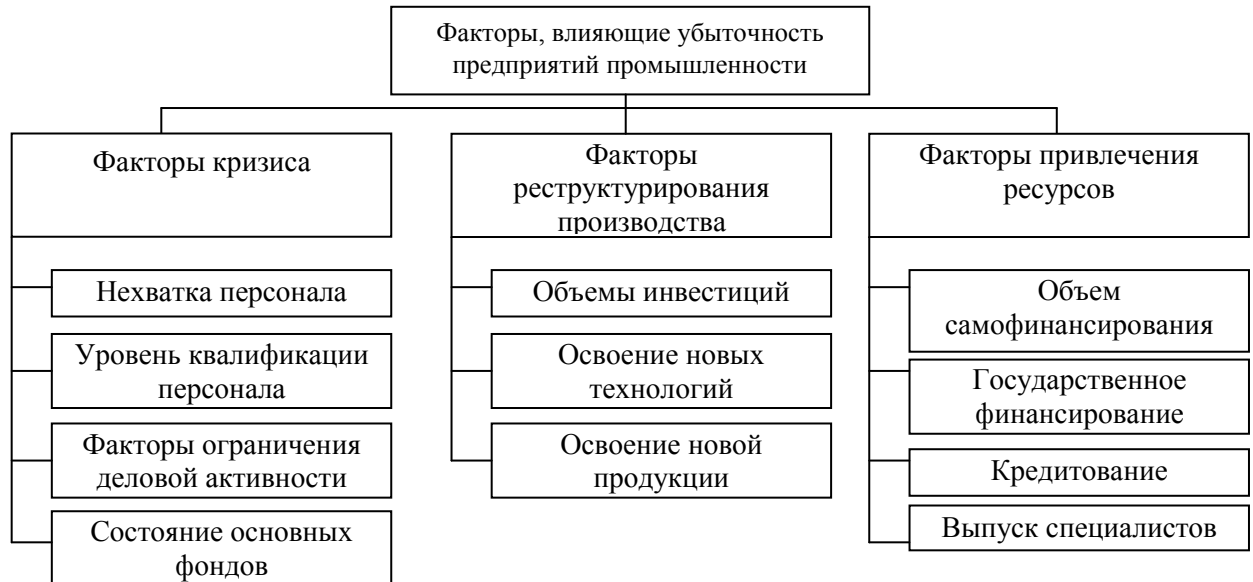 Факторы, влияющие убыточность
предприятий промышленности
Факторы кризиса
Нехватка персонала
Уровень квалификации
персонала
Факторы ограничения
деловой активности
Состояние основных
фондов
Факторы
реструктурирования
производства
Объемы инвестиций
Освоение новых
технологий
Освоение новой
продукции
Факторы привлечения
ресурсов
Объем
самофинансирования
Государственное
финансирование
Кредитование
Выпуск специалистов